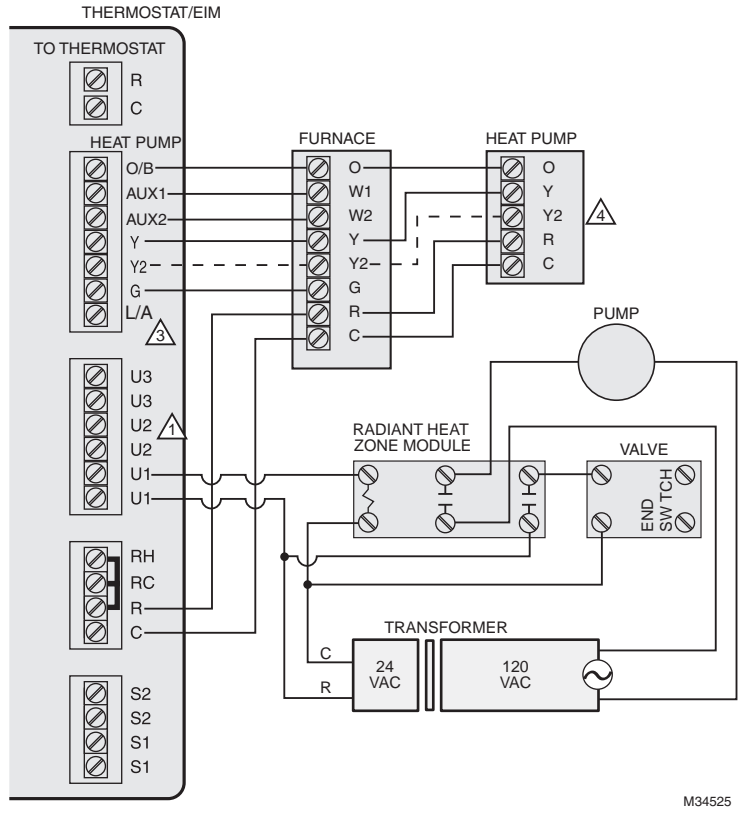 THERMOSTAT/EIM
TO THERMOSTAT
R
C
HEAT PUMP
O/B
AUX1
AUX2
Y
Y2
G
L/A
3
FURNACE
O
W1
W2
Y
Y2
G
R
C
HEAT PUMP
O
Y
Y2
R
C
4
U3
U3
U2
U2
U1
U1
1
PUMP
RADIANT HEAT
ZONE MODULE
VALVE
END
SW TCH
RH
RC
R
C
TRANSFORMER
C
R
24
VAC
120
VAC
S2
S2
S1
S1
M34525